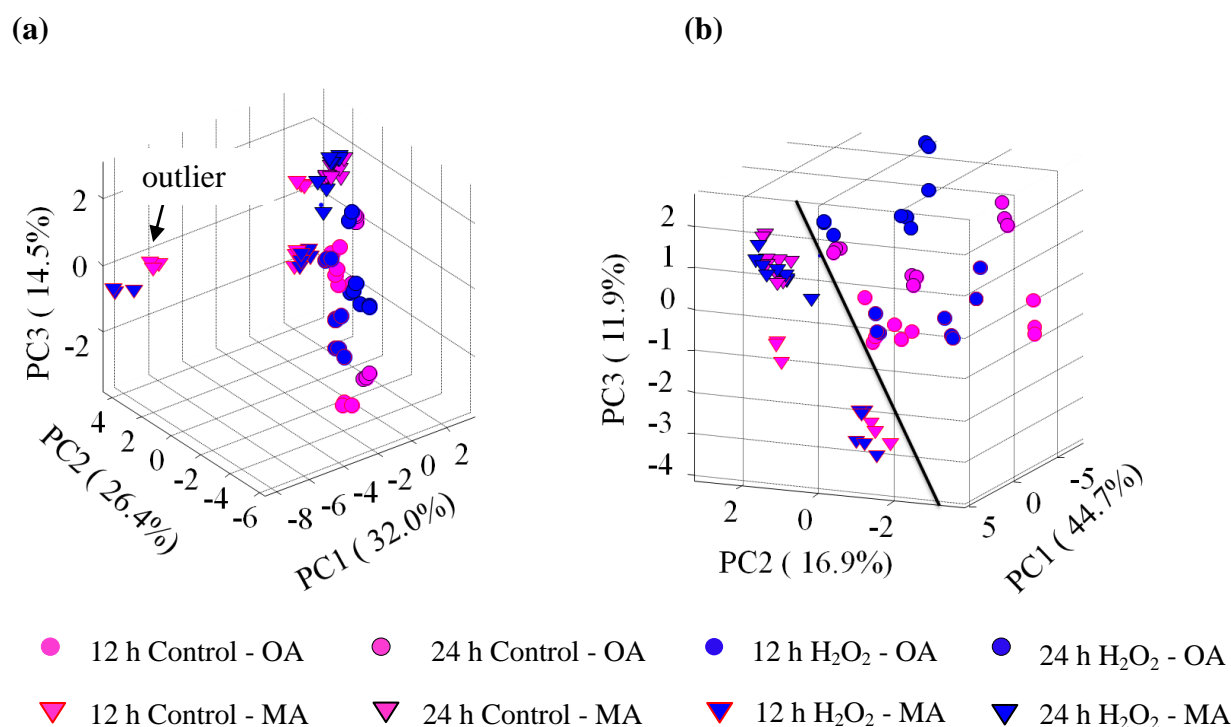 (a)
(b)
outlier
2
0
-2
PC3 ( 14.5%)
4
2
0
-2
-4
-6
PC2 ( 26.4%)
-8
-6
-4
-2
0
2
PC1 ( 32.0%)
2
1
0
-1
-2
-3
-4
PC3 ( 11.9%)
2
0
-2
PC2 ( 16.9%)
5
0
-5
PC1 ( 44.7%)
12 h Control - OA
24 h Control - OA
12 h H₂O₂ - OA
24 h H₂O₂ - OA
12 h Control - MA
24 h Control - MA
12 h H₂O₂ - MA
24 h H₂O₂ - MA